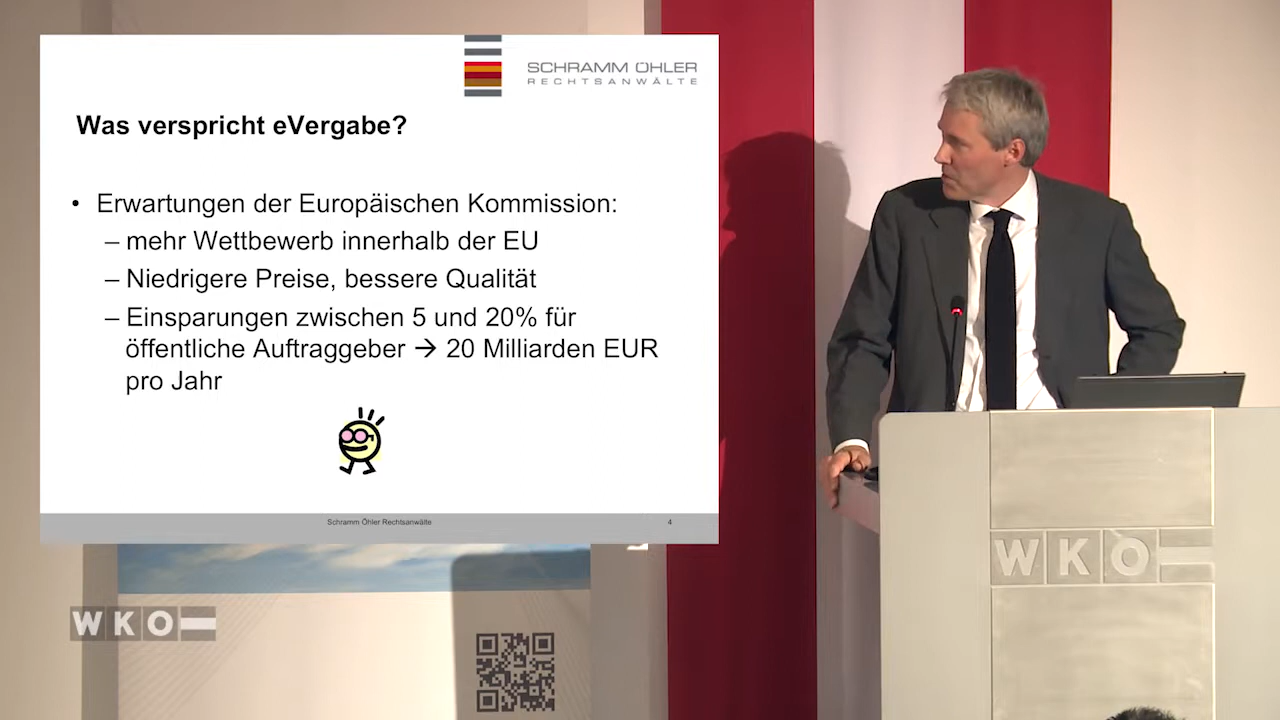 SCHRAMM ÖHLER
RECHTSANWÄLTE
Was verspricht eVergabe?
• Erwartungen der Europäischen Kommission:
– mehr Wettbewerb innerhalb der EU
– Niedrigere Preise, bessere Qualität
– Einsparungen zwischen 5 und 20% für
öffentliche Auftraggeber → 20 Milliarden EUR
pro Jahr
Schramm Öhler Rechtsanwälte 4
WKO
WKO